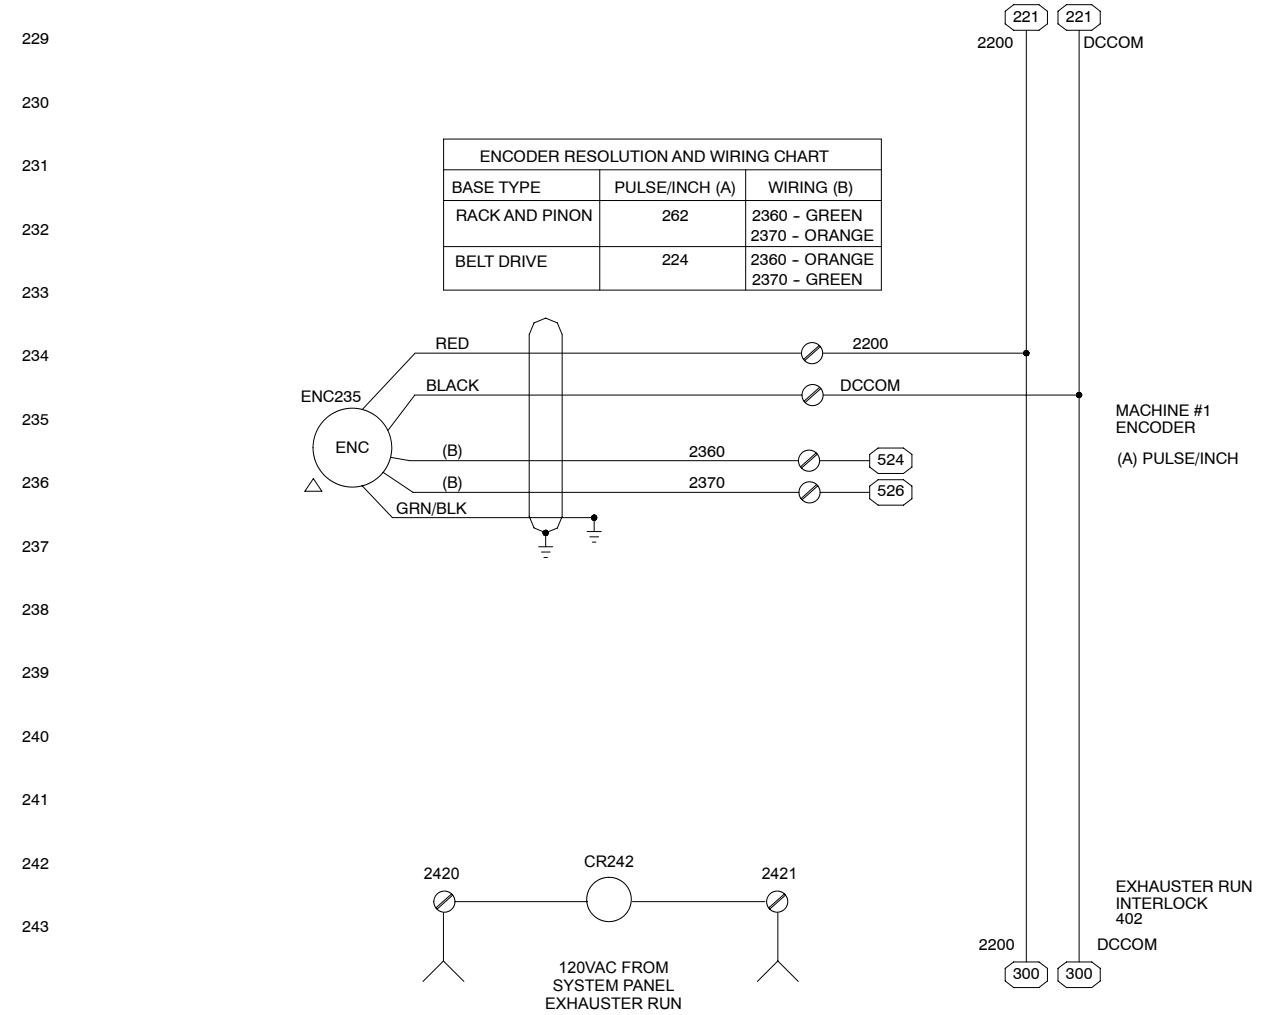 221 221
229
2200 DCCOM
230
231
ENCODER RESOLUTION AND WIRING CHART
BASE TYPE PULSE/INCH (A) WIRING (B)
RACK AND PINON 262 2360 - GREEN
2370 - ORANGE
232
BELT DRIVE 224 2360 - ORANGE
2370 - GREEN
233
234
RED 2200
BLACK DCCOM
ENC235
235
MACHINE #1
ENCODER
(A) PULSE/INCH
ENC
(B) 2360 524
236
(B) 2370 526
GRN/BLK
237
238
239
240
241
242
2420 CR242 2421
EXHAUSTER RUN
INTERLOCK
402
243
2200 DCCOM
120VAC FROM
SYSTEM PANEL
EXHAUSTER RUN
300 300